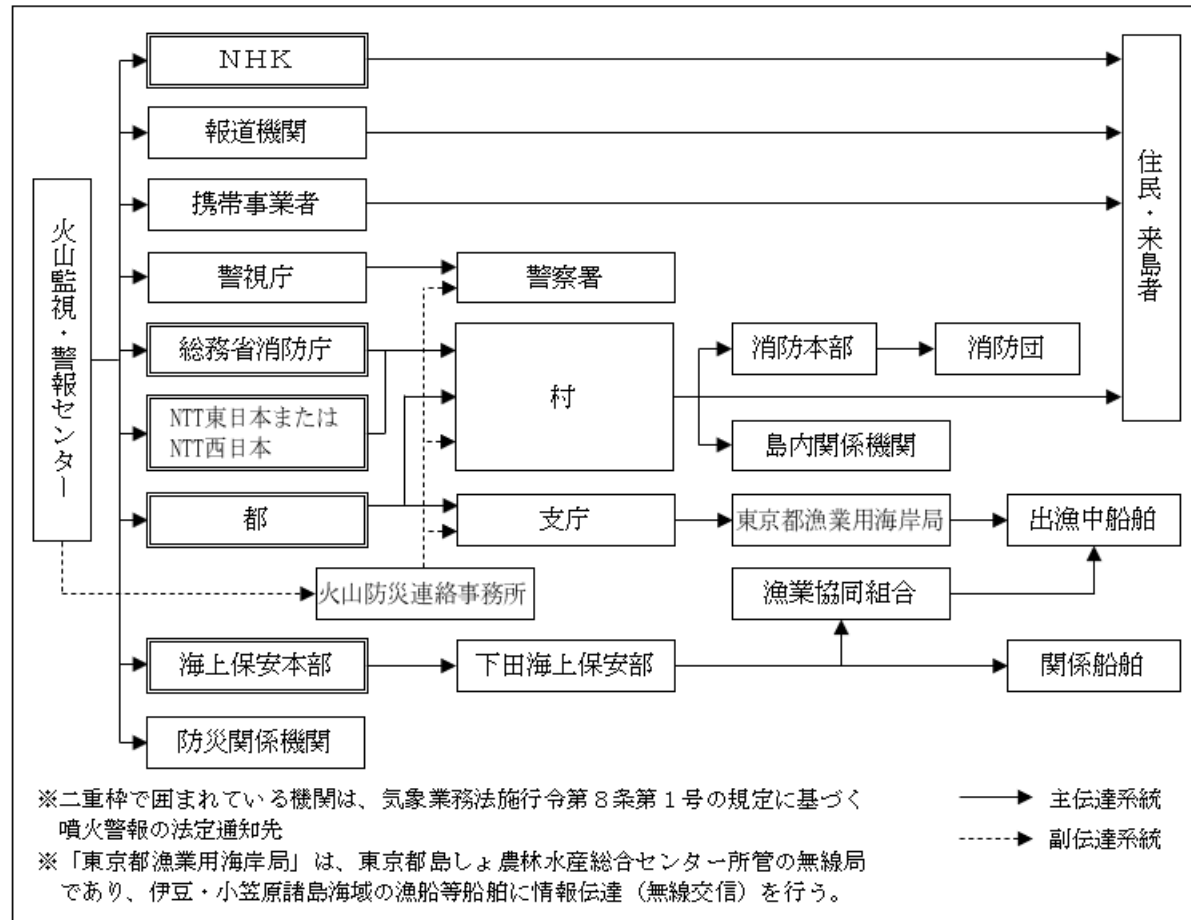 NHK
報道機関
携帯事業者
警視庁
警察署
総務省消防庁
NTT東日本または
NTT西日本
都
火山監視・警報センター
村
消防本部
消防団
島内関係機関
住民・来島者
支庁
東京都漁業用海岸局
出漁中船舶
火山防災連絡事務所
漁業協同組合
海上保安本部
下田海上保安部
関係船舶
防災関係機関
※二重枠で囲まれている機関は、気象業務法施行令第8条第1号の規定に基づく
噴火警報の法定通知先
※「東京都漁業用海岸局」は、東京都島しょ農林水産総合センター所管の無線局
であり、伊豆・小笠原諸島海域の漁船等船舶に情報伝達（無線交信）を行う。
主伝達系統
副伝達系統